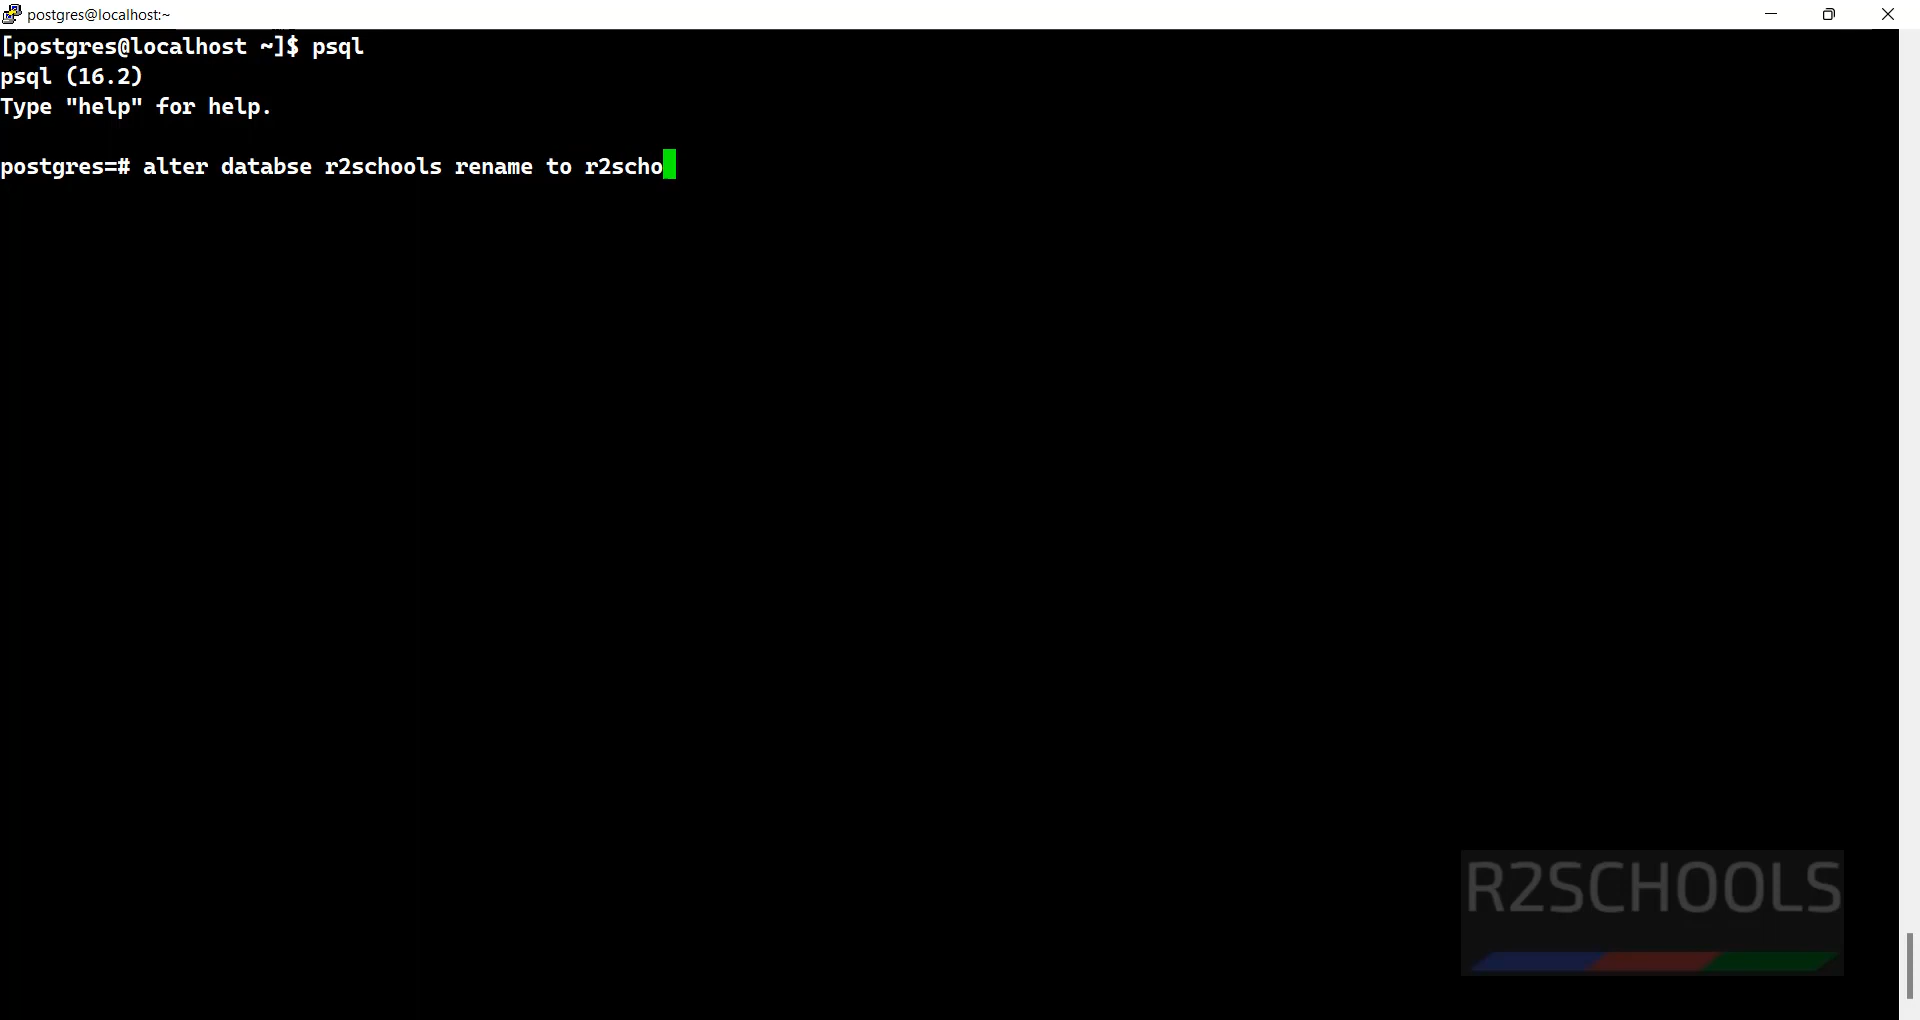 postgres@localhost:~
[postgres@localhost ~]$ psql
psql (16.2)
Type "help" for help.
postgres=# alter databse r2schools rename to r2scho
R2SCHOOLS